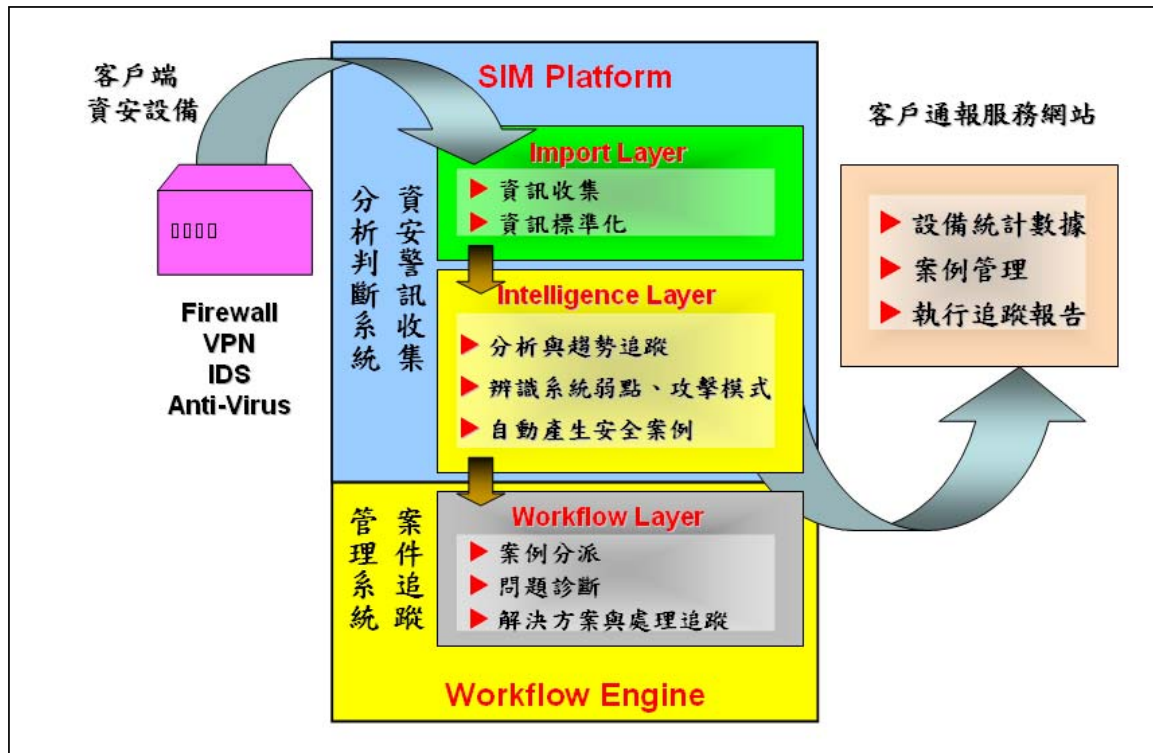 客戶端
資安設備
Firewall
VPN
IDS
Anti-Virus
SIM Platform
資安警訊收集
分析判斷系統
Import Layer
資訊收集
資訊標準化
Intelligence Layer
分析與趨勢追蹤
辨識系統弱點、攻擊模式
自動產生安全案例
案件追蹤
管理系統
Workflow Layer
案例分派
問題診斷
解決方案與處理追蹤
Workflow Engine
客戶通報服務網站
設備統計數據
案例管理
執行追蹤報告